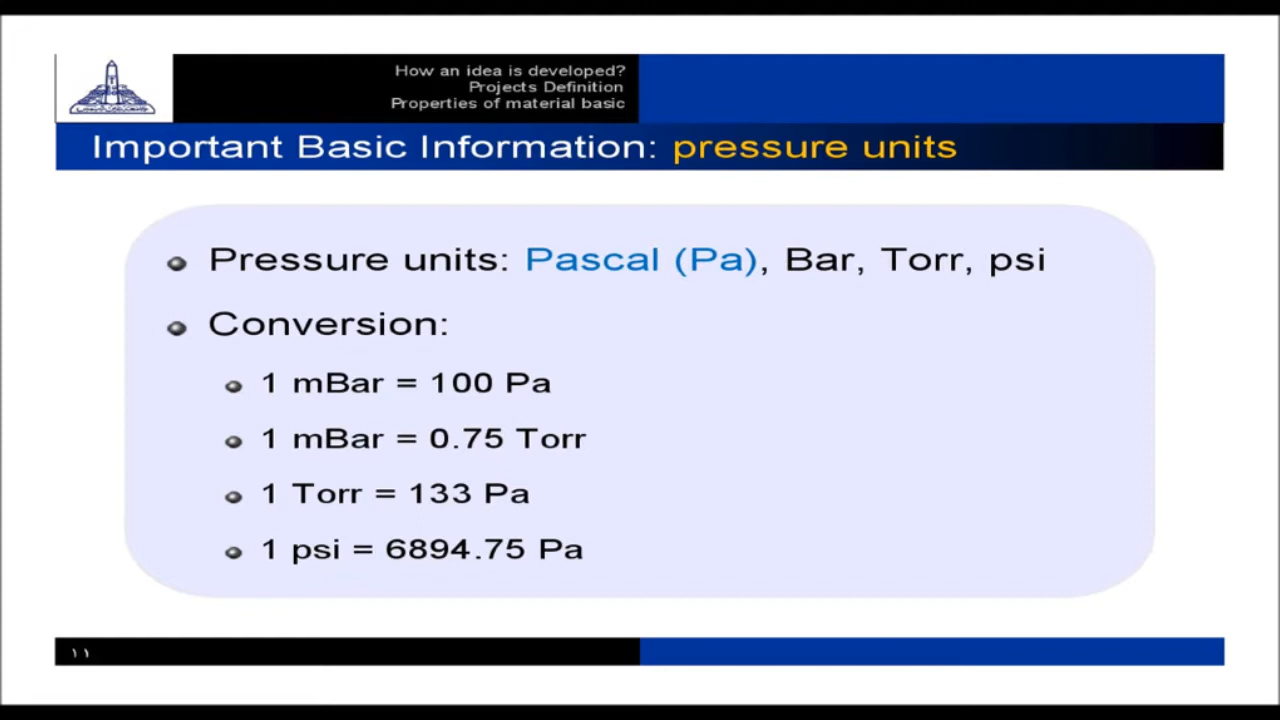 How an idea is developed?
Projects Definition
Properties of material basic
Important Basic Information: pressure units
Pressure units: Pascal (Pa), Bar, Torr, psi
Conversion:
1 mBar = 100 Pa
1 mBar = 0.75 Torr
1 Torr = 133 Pa
1 psi = 6894.75 Pa
١١